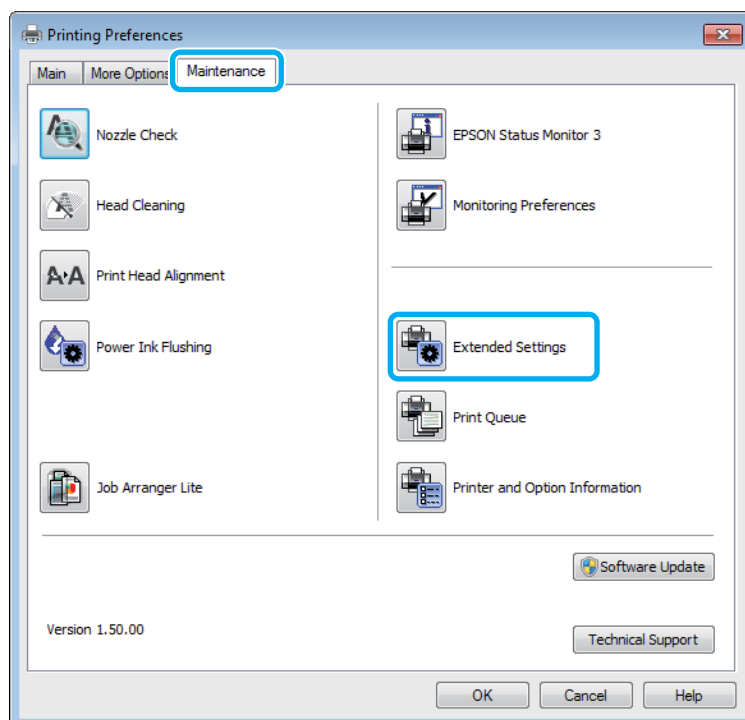 Printing Preferences
Main
More Options
Maintenance
Nozzle Check
EPSON Status Monitor 3
Head Cleaning
Monitoring Preferences
Print Head Alignment
Power Ink Flushing
Extended Settings
Print Queue
Job Arranger Lite
Printer and Option Information
Software Update
Version 1.50.00
Technical Support
OK
Cancel
Help